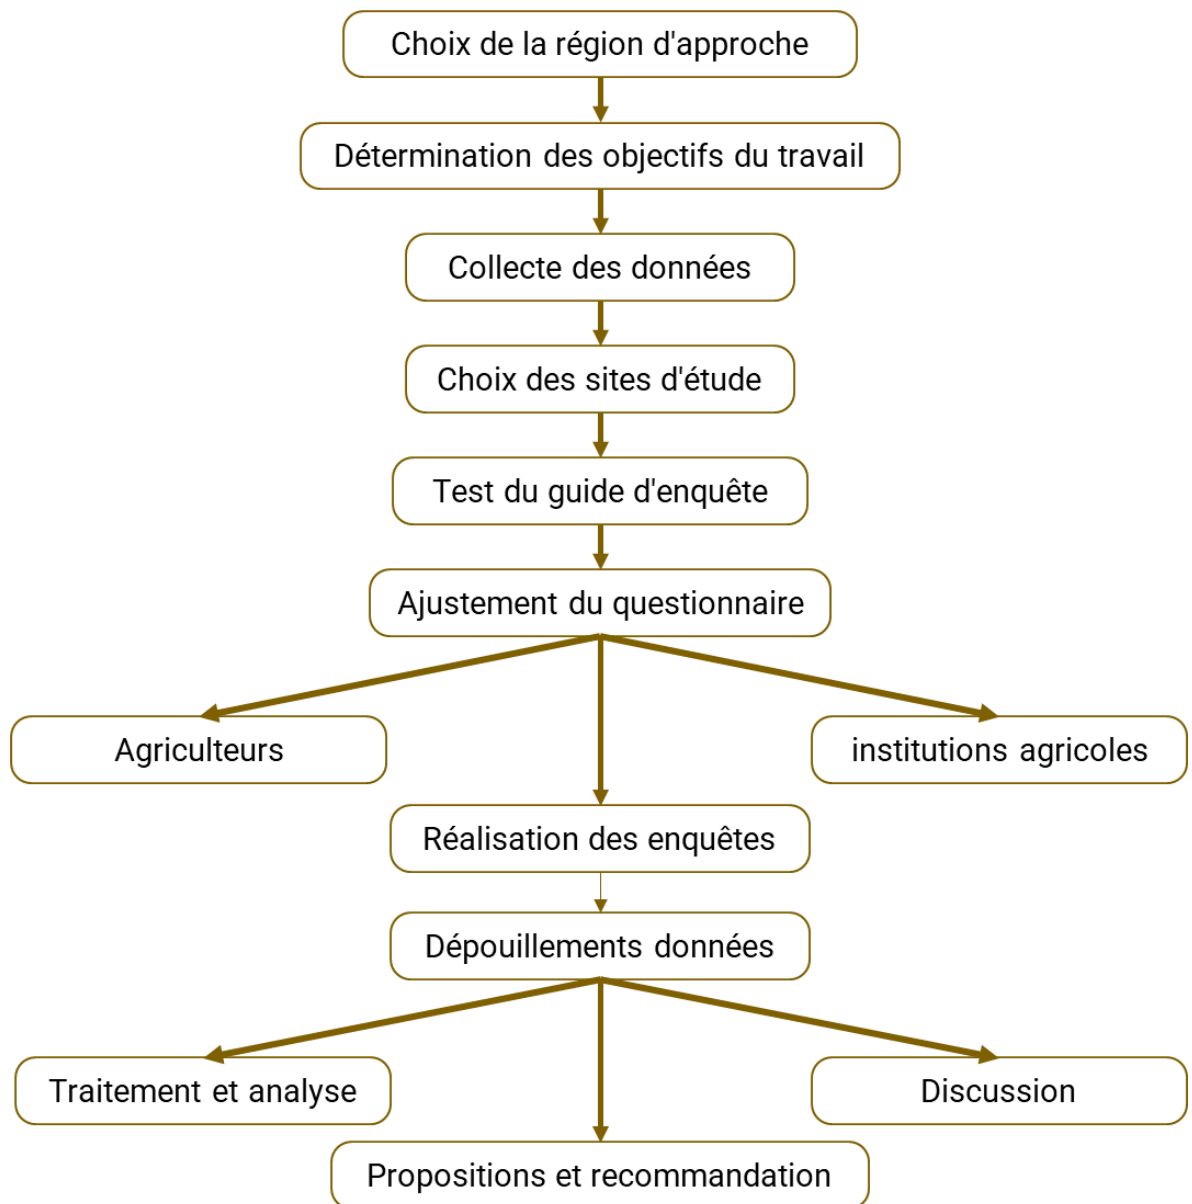 Choix de la région d'approche
Détermination des objectifs du travail
Collecte des données
Choix des sites d'étude
Test du guide d'enquête
Ajustement du questionnaire
Agriculteurs
institutions agricoles
Réalisation des enquêtes
Dépouillements données
Traitement et analyse
Discussion
Propositions et recommandation